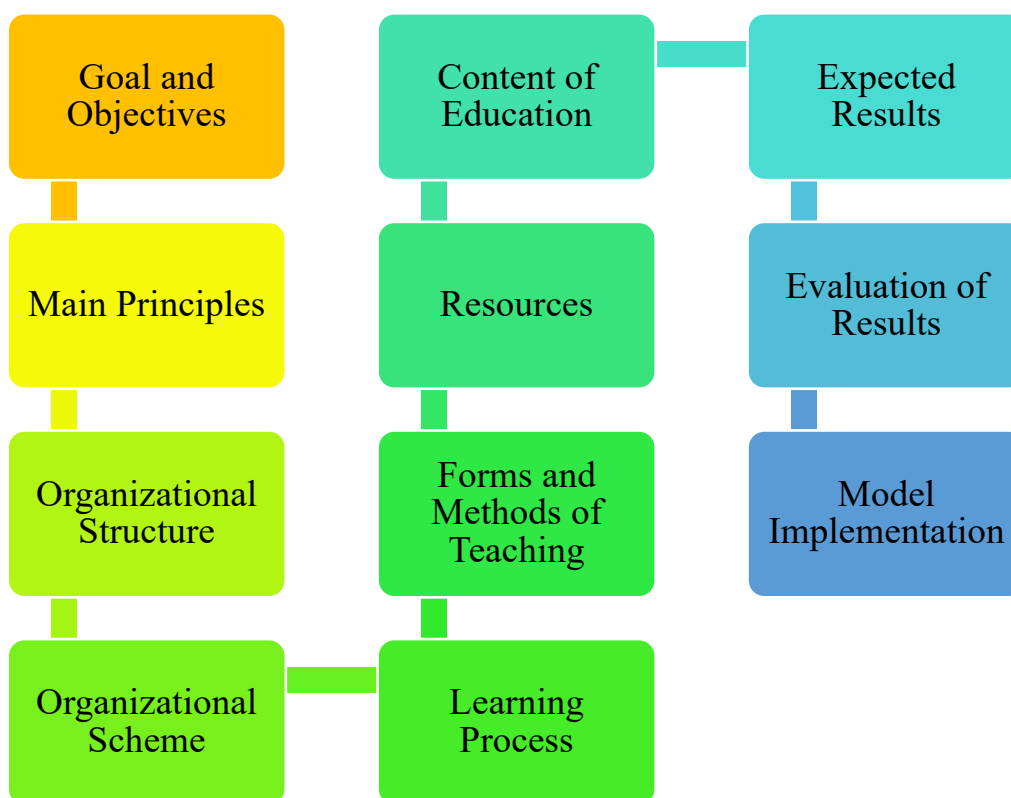 Goal and
Objectives
Main Principles
Organizational
Structure
Organizational
Scheme
Learning
Process
Forms and
Methods of
Teaching
Resources
Content of
Education
Expected
Results
Evaluation of
Results
Model
Implementation